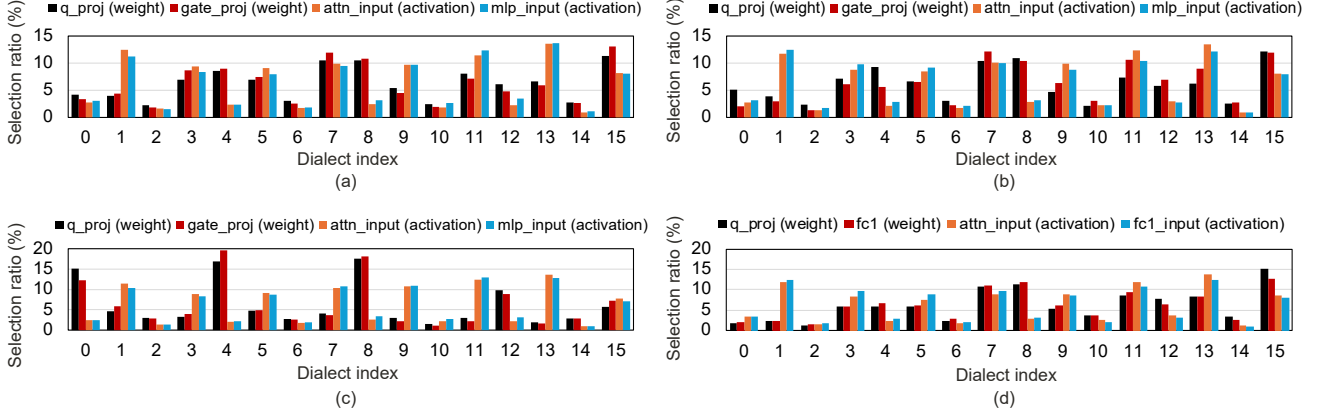 q_proj (weight) gate_proj (weight) attn_input (activation) mlp_input (activation)
Selection ratio (%)
15
10
5
0
0 1 2 3 4 5 6 7 8 9 10 11 12 13 14 15
Dialect index
(a)
q_proj (weight) gate_proj (weight) attn_input (activation) mlp_input (activation)
Selection ratio (%)
15
10
5
0
0 1 2 3 4 5 6 7 8 9 10 11 12 13 14 15
Dialect index
(b)
q_proj (weight) gate_proj (weight) attn_input (activation) mlp_input (activation)
Selection ratio (%)
20
15
10
5
0
0 1 2 3 4 5 6 7 8 9 10 11 12 13 14 15
Dialect index
(c)
q_proj (weight) fc1 (weight) attn_input (activation) fc1_input (activation)
Selection ratio (%)
20
15
10
5
0
0 1 2 3 4 5 6 7 8 9 10 11 12 13 14 15
Dialect index
(d)